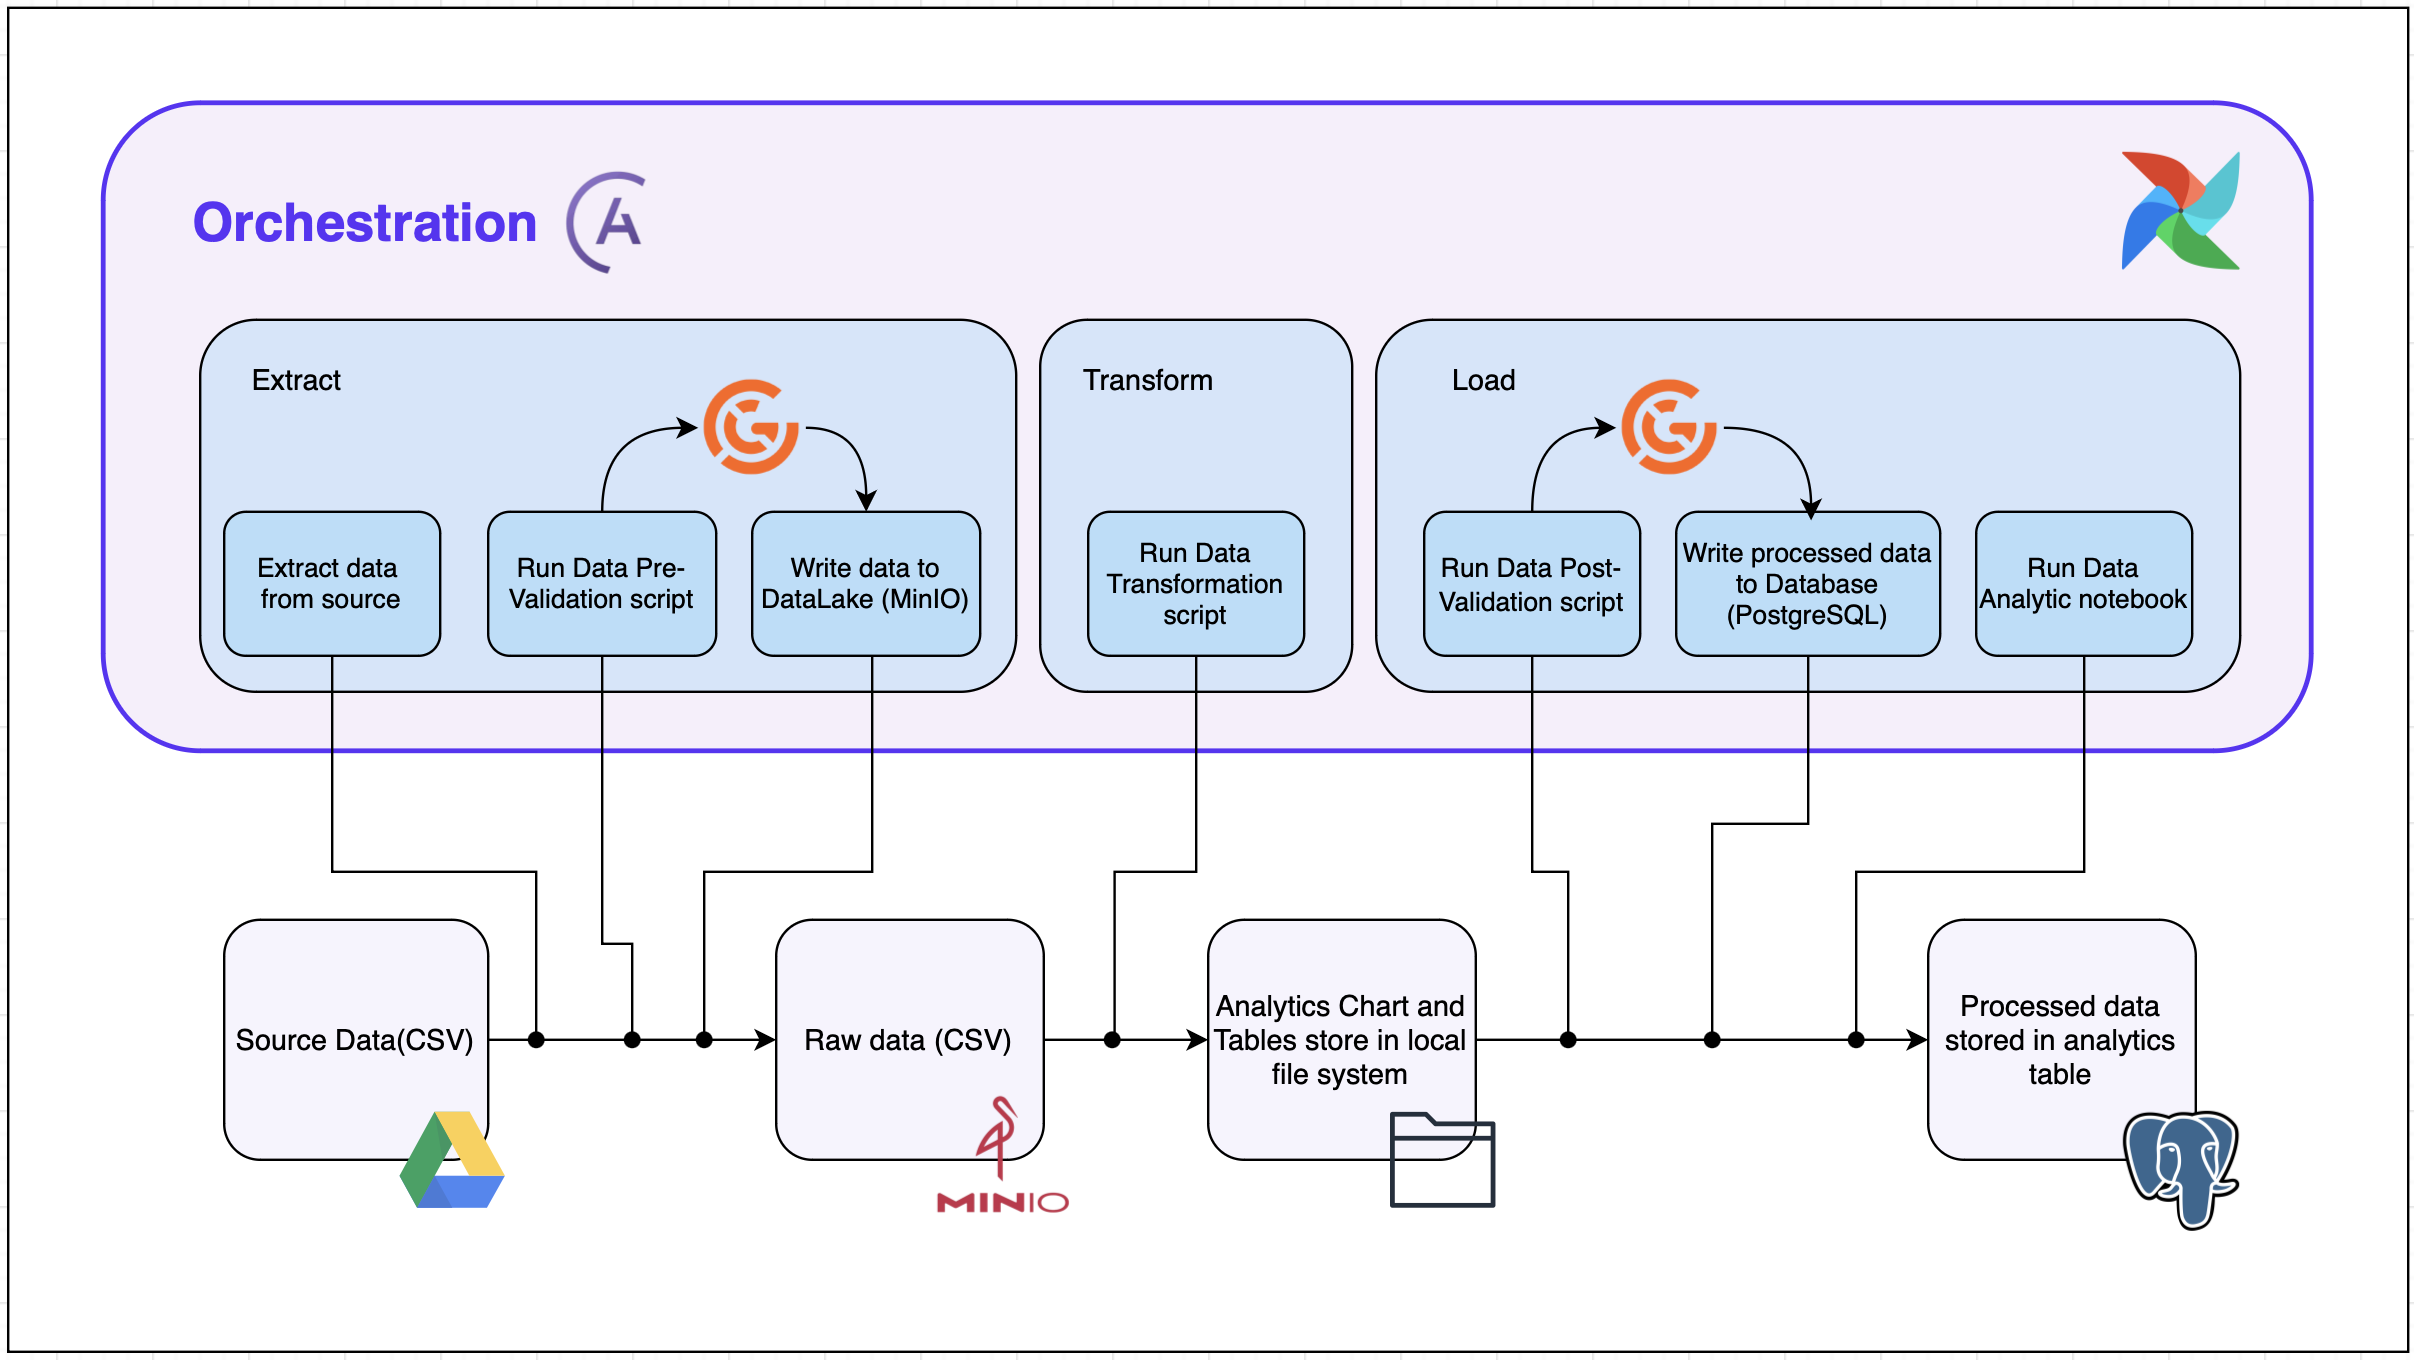 Orchestration
Extract
Transform
Load
Extract data
from source
Run Data Pre-
Validation script
Write data to
DataLake (MinIO)
Run Data
Transformation
script
Run Data Post-
Validation script
Write processed data
to Database
(PostgreSQL)
Run Data
Analytic notebook
Source Data(CSV)
Raw data (CSV)
MINIO
Analytics Chart and
Tables store in local
file system
Processed data
stored in analytics
table